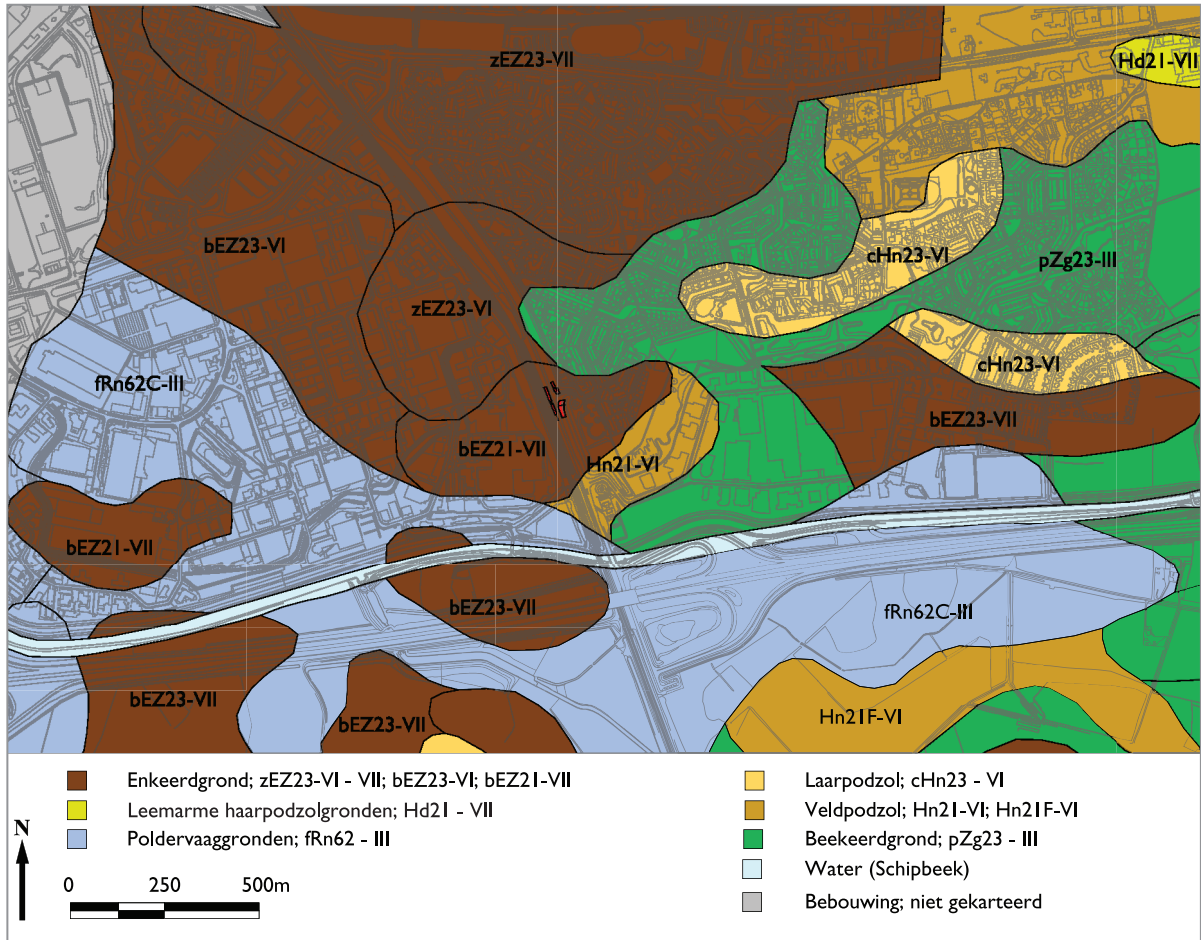 zEZ23-VII
Hd21-VII
bEZ23-VI
cHn23-VI
pZg23-III
zEZ23-VI
fRn62C-III
cHn23-VI
bEZ23-VII
bEZ21-VII
Hn21-VI
bEZ21-VII
bEZ23-VII
fRn62C-III
bEZ23-VII
bEZ23-VII
Hn21F-VI
Enkeerdgrond; zEZ23-VI - VII; bEZ23-VI; bEZ21-VII
Leemarme haarpodzolgronden; Hd21 - VII
Poldervaaggronden; fRn62 - III
Laarpodzol; cHn23 - VI
Veldpodzol; Hn21-VI; Hn21F-VI
Beekeerdgrond; pZg23 - III
Water (Schipbeek)
Bebouwing; niet gekarteerd
N
0 250 500m